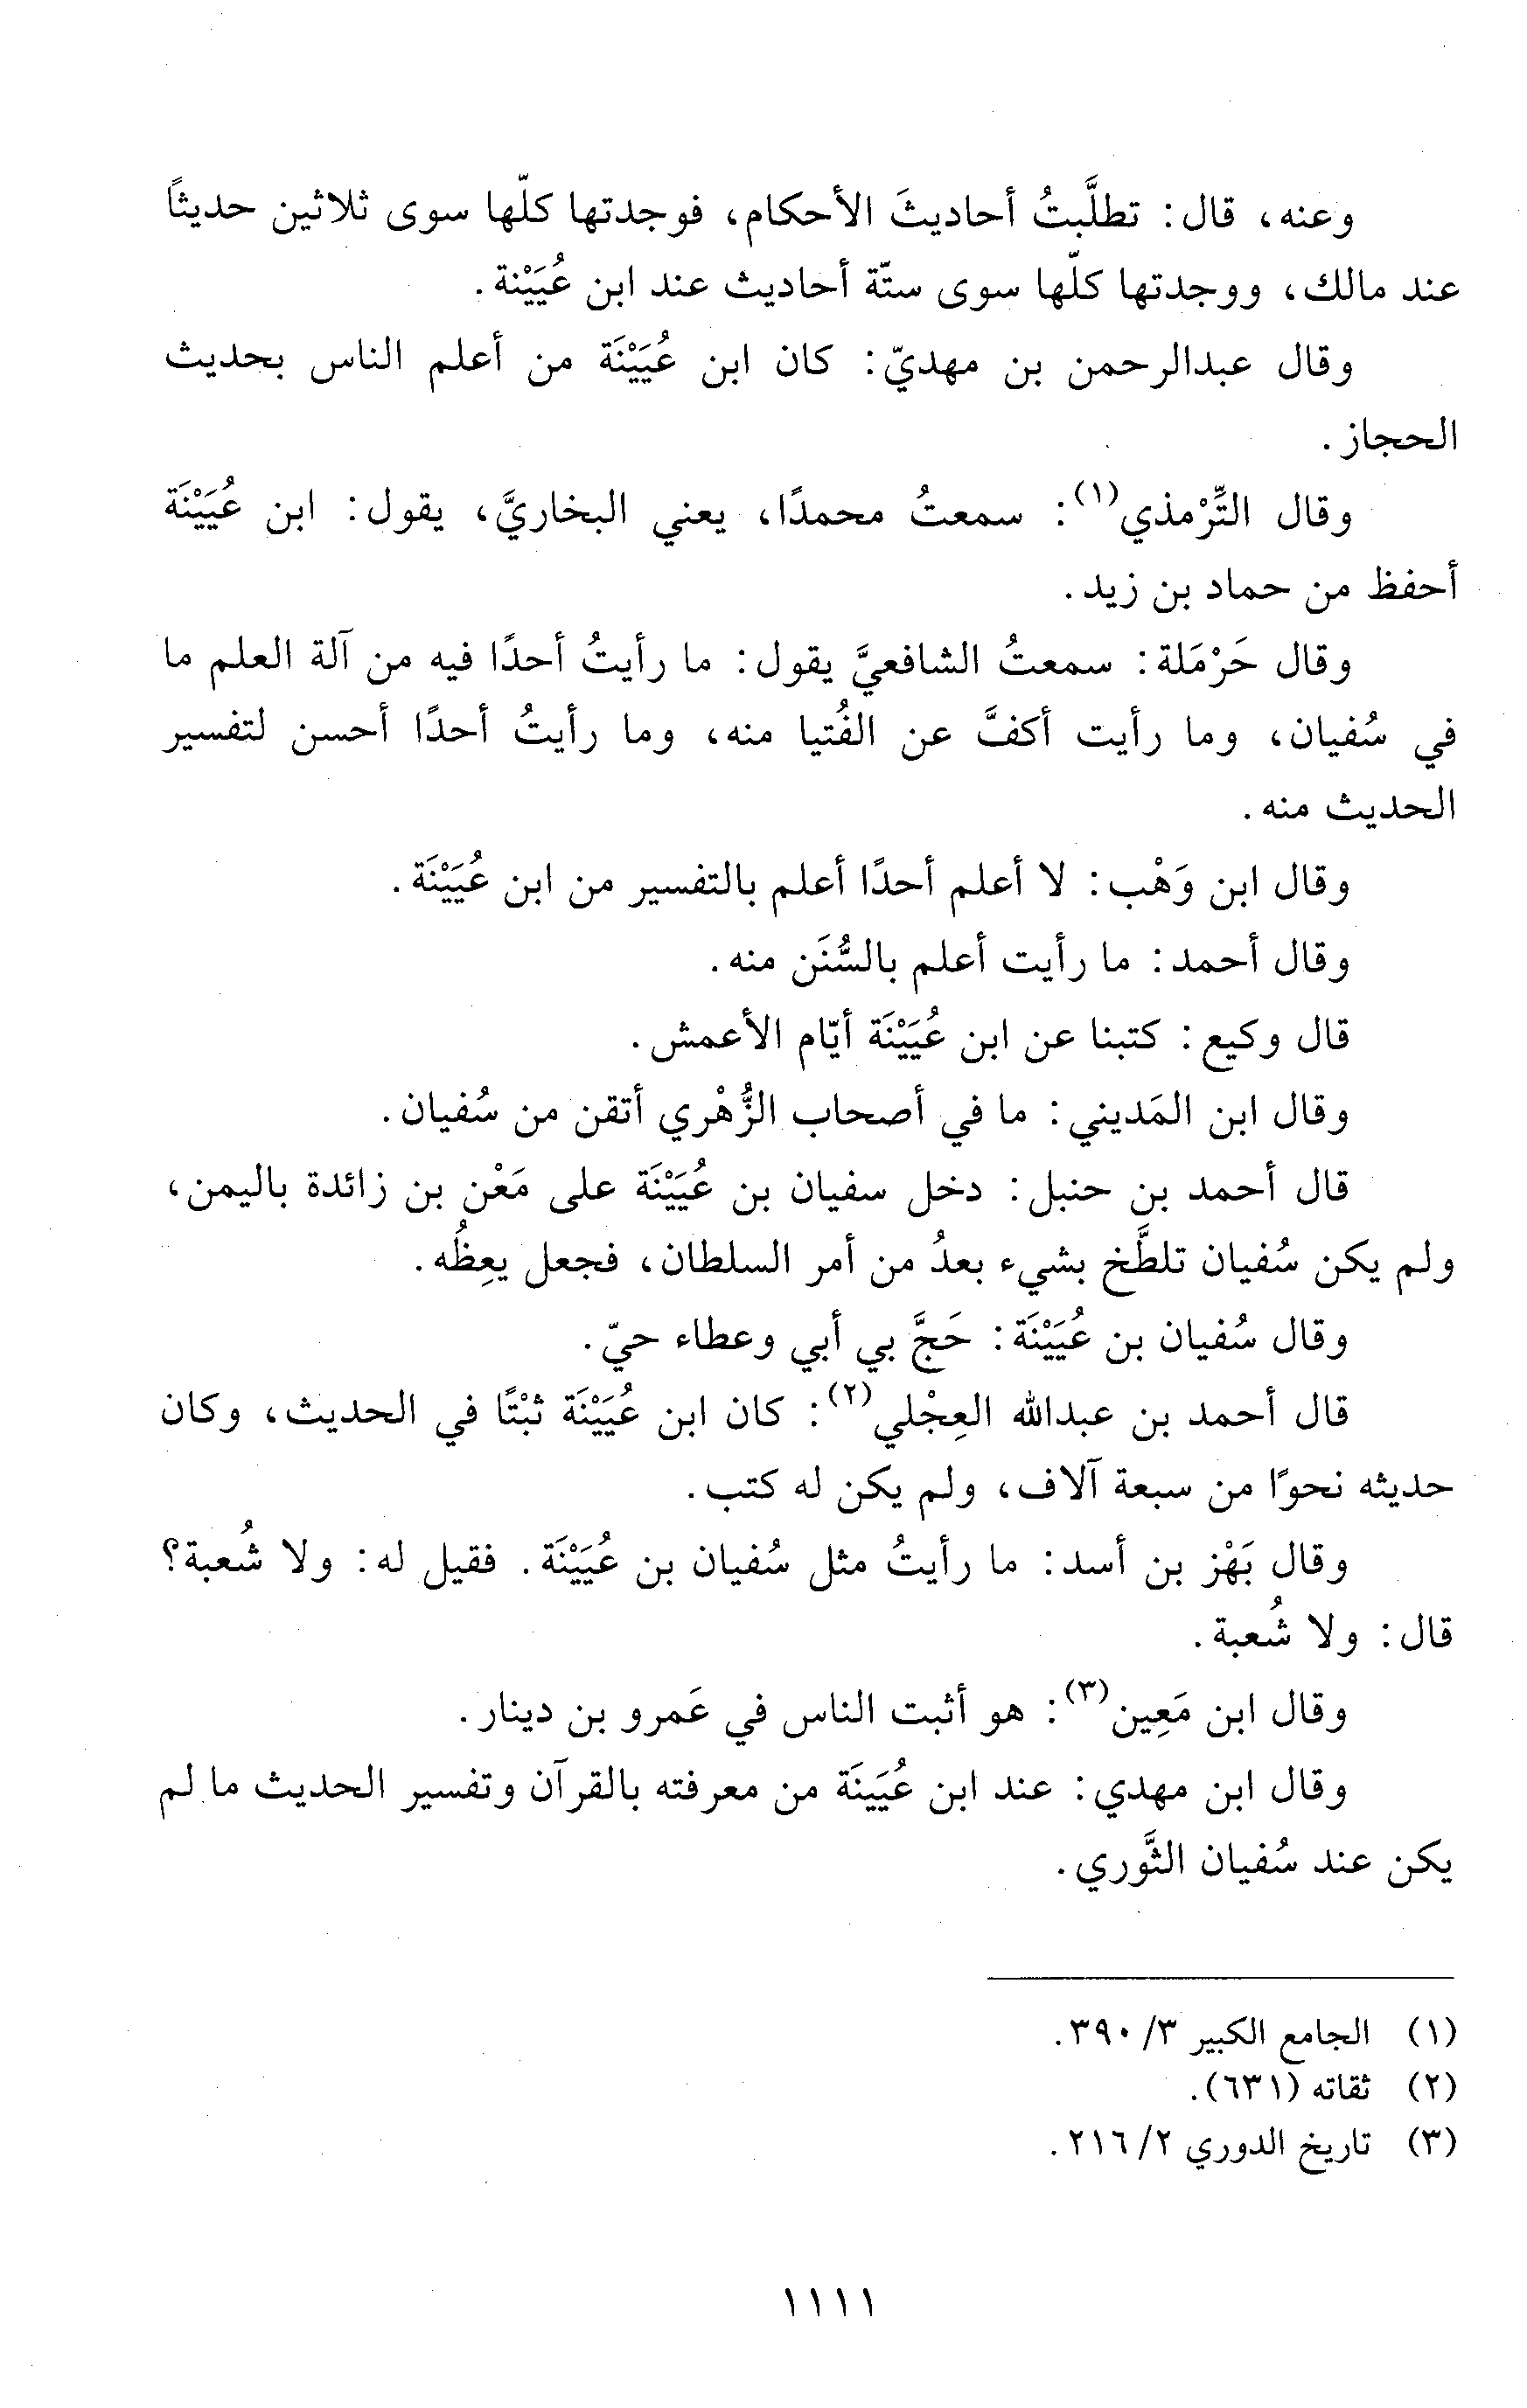 وعنه، قال: تطلَّبتُ أحاديثَ الأحكام، فوجدتها كلّها سوى ثلاثين حديثًا
عند مالك، ووجدتها كلّها سوى ستّة أحاديث عند ابن عُيَيْنة.
وقال عبدالرحمن بن مهديّ: كان ابن عُيَيْنَة من أعلم الناس بحديث
الحجاز.
وقال التِّرْمذي(١): سمعتُ محمدًا، يعني البخاريَّ، يقول: ابن عُيَيْنَة
أحفظ من حماد بن زيد.
وقال حَرْمَلة: سمعتُ الشافعيَّ يقول: ما رأيتُ أحدًا فيه من آلة العلم ما
في سُفيان، وما رأيت أكفَّ عن الفُتيا منه، وما رأيتُ أحدًا أحسن لتفسير
الحديث منه.
وقال ابن وَهْب: لا أعلم أحدًا أعلم بالتفسير من ابن عُيَيْنَة.
وقال أحمد: ما رأيت أعلم بالسُّنَن منه.
قال وكيع: كتبنا عن ابن عُيَيْنَة أيّام الأعمش.
وقال ابن المَديني: ما في أصحاب الزُّهْري أتقن من سُفيان.
قال أحمد بن حنبل: دخل سفيان بن عُيَيْنَة على مَعْن بن زائدة باليمن،
ولم يكن سُفيان تلطَّخ بشيء بعدُ من أمر السلطان، فجعل يعِظُه.
وقال سُفيان بن عُيَيْنَة: حَجَّ بي أبي وعطاء حيّ.
قال أحمد بن عبدالله العِجْلي(٢): كان ابن عُيَيْنَة ثبْتًا في الحديث، وكان
حديثه نحوًا من سبعة آلاف، ولم يكن له كتب.
وقال بَهْز بن أسد: ما رأيتُ مثل سُفيان بن عُيَيْنَة. فقيل له: ولا شُعبة؟
قال: ولا شُعبة.
وقال ابن مَعِين(٣): هو أثبت الناس في عَمرو بن دينار.
وقال ابن مهدي: عند ابن عُيَينَة من معرفته بالقرآن وتفسير الحديث ما لم
يكن عند سُفيان الثَّوري.
(١) الجامع الكبير ٣/ ٣٩٠.
(٢) ثقاته (٦٣١).
(٣) تاريخ الدوري ٢/ ٢١٦.
١١١١